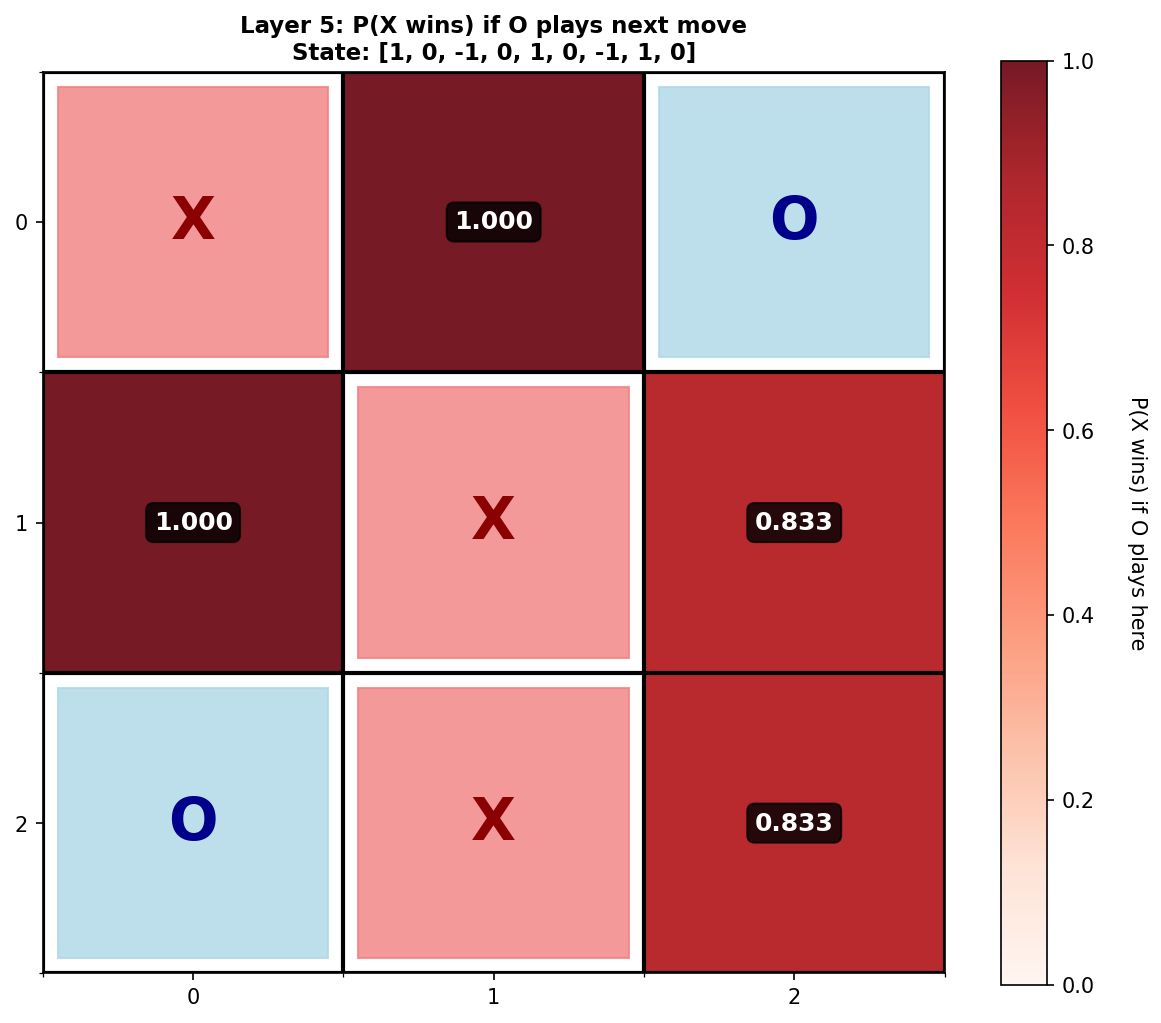 Layer 5: P(X wins) if O plays next move
State: [1, 0, -1, 0, 1, 0, -1, 1, 0]
X
1.000
O
1.000
X
0.833
O
X
0.833
0
1
2
0
1
2
1.0
0.8
0.6
0.4
0.2
0.0
P(X wins) if O plays here